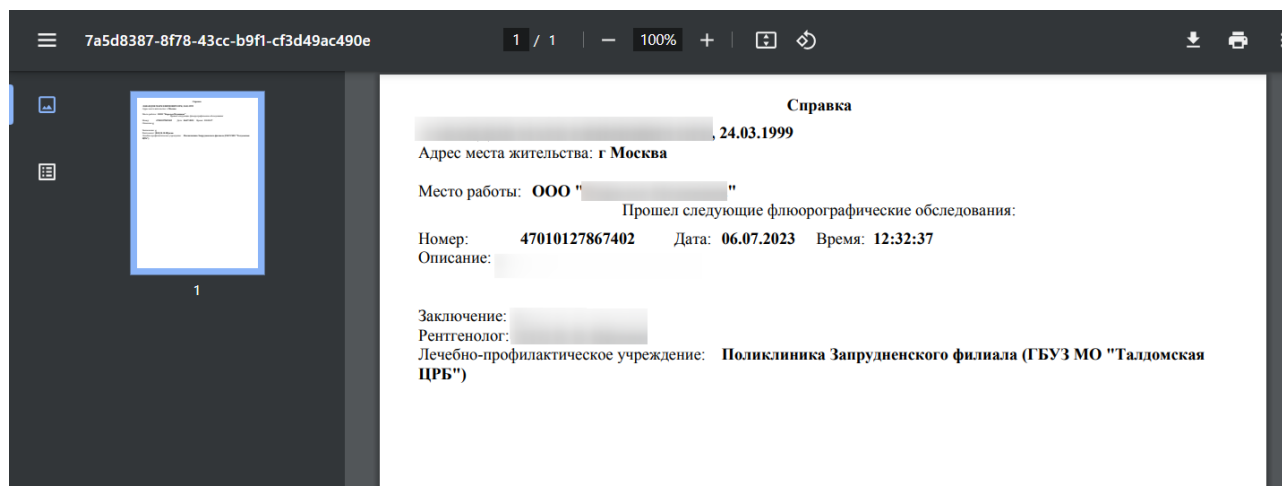 7a5d8387-8f78-43cc-b9f1-cf3d49ac490e
1 / 1
100%
1
Справка
, 24.03.1999
Адрес места жительства: г Москва
Место работы: ООО " "
Прошел следующие флюорографические обследования:
Номер: 47010127867402 Дата: 06.07.2023 Время: 12:32:37
Описание:
Заключение:
Рентгенолог:
Лечебно-профилактическое учреждение: Поликлиника Запрудненского филиала (ГБУЗ МО "Талдомская
ЦРБ")